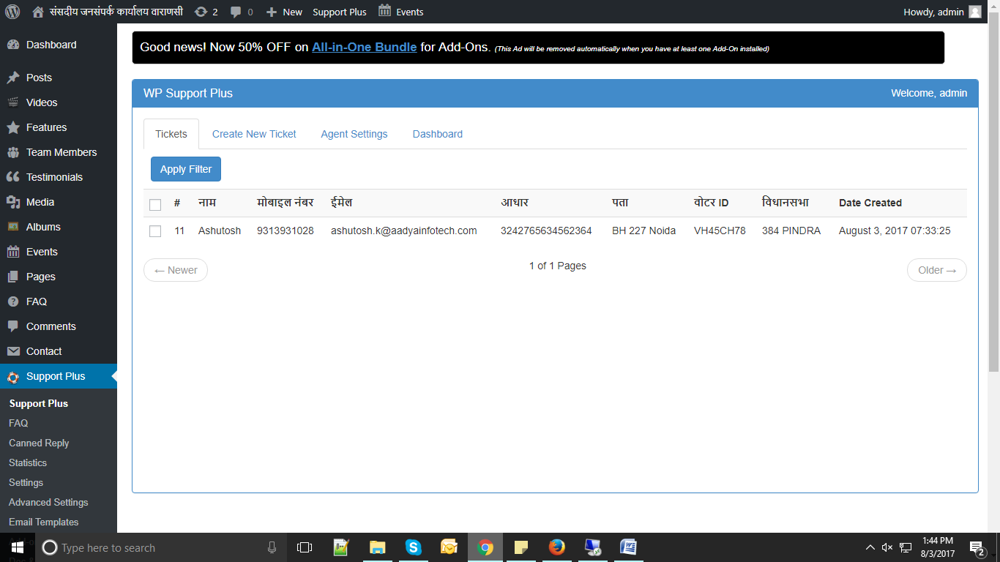 संसदीय जनसंपर्क कार्यालय वाराणसी 2 0 New Support Plus Events Howdy, admin
Dashboard
Posts
Videos
Features
Team Members
Testimonials
Media
Albums
Events
Pages
FAQ
Comments
Contact
Support Plus
Support Plus
FAQ
Canned Reply
Statistics
Settings
Advanced Settings
Email Templates
Good news! Now 50% OFF on All-in-One Bundle for Add-Ons. (This Ad will be removed automatically when you have at least one Add-On installed)
WP Support Plus Welcome, admin
Tickets Create New Ticket Agent Settings Dashboard
Apply Filter
# नाम मोबाइल नंबर ईमेल आधार पता वोटर ID विधानसभा Date Created
11 Ashutosh 9313931028 ashutosh.k@aadyainfotech.com 3242765634562364 BH 227 Noida VH45CH78 384 PINDRA August 3, 2017 07:33:25
← Newer 1 of 1 Pages Older →
Type here to search
1:44 PM
8/3/2017
2